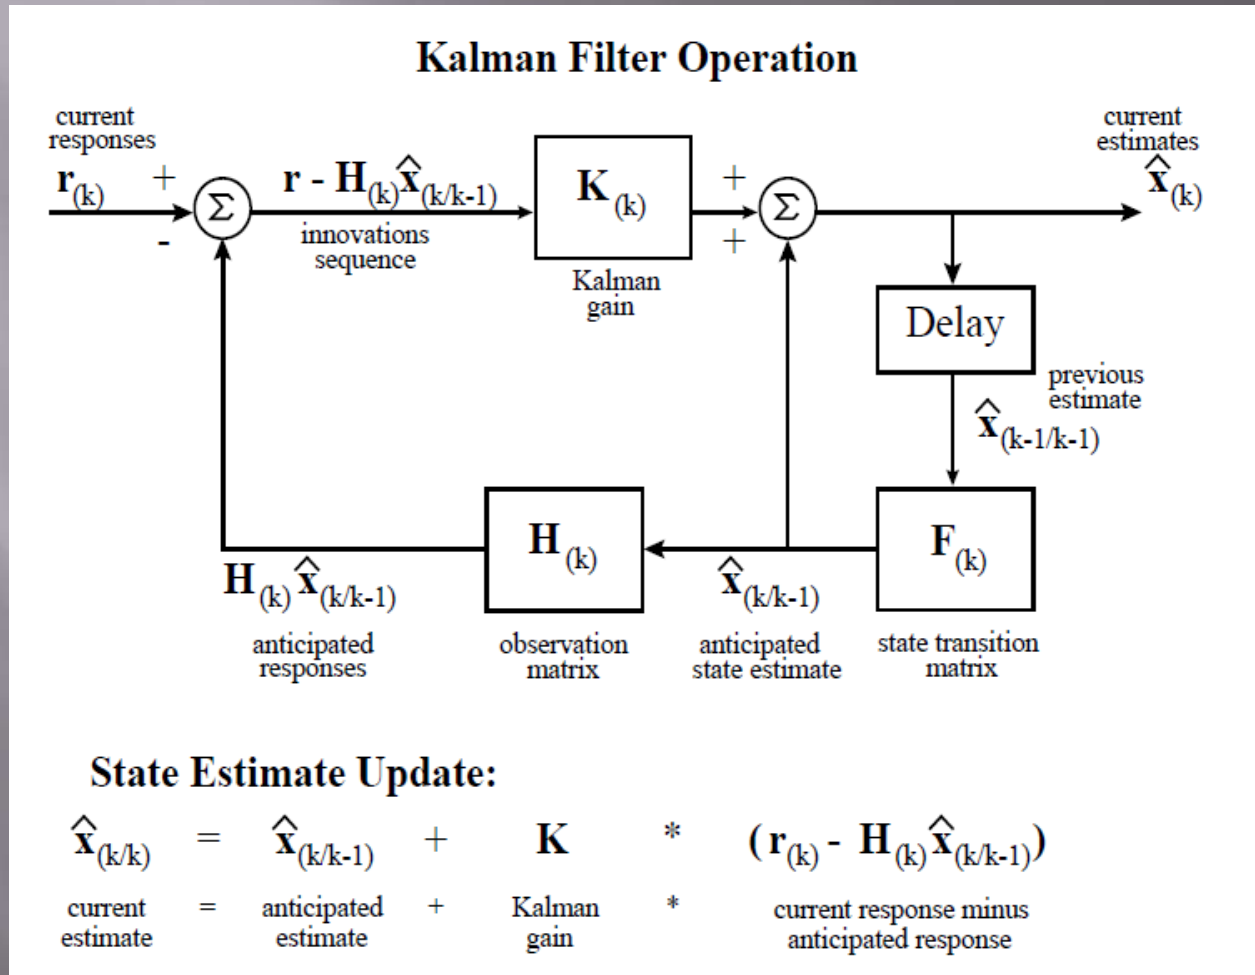 Kalman Filter Operation
current
responses
r(k)
+
-
Σ
r - H(k)x̂(k/k-1)
innovations
sequence
K(k)
Kalman
gain
+
+
Σ
current
estimates
x̂(k)
Delay
previous
estimate
x̂(k-1/k-1)
H(k)x̂(k/k-1)
anticipated
responses
H(k)
observation
matrix
x̂(k/k-1)
anticipated
state estimate
F(k)
state transition
matrix
State Estimate Update:
x̂(k/k) = x̂(k/k-1) + K * (r(k) - H(k)x̂(k/k-1))
current = anticipated + Kalman * current response minus
estimate estimate gain anticipated response